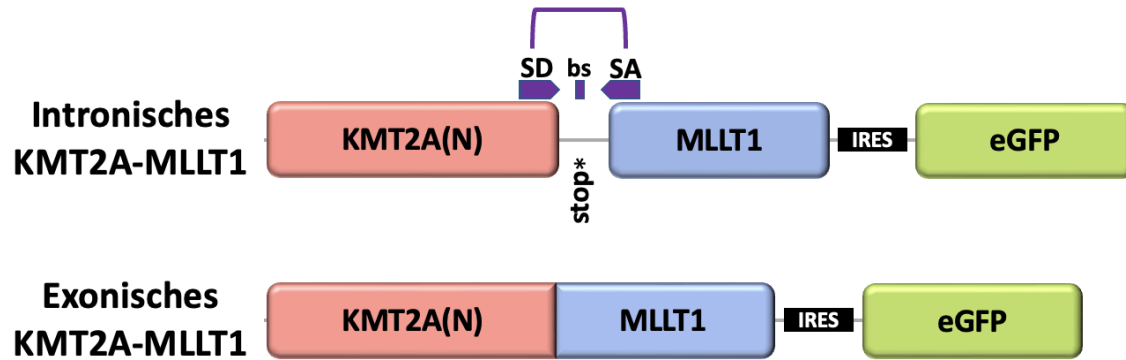 SD bs SA
Intronisches
KMT2A-MLLT1
KMT2A(N) MLLT1 IRES eGFP
stop*
Exonisches
KMT2A-MLLT1
KMT2A(N) MLLT1 IRES eGFP